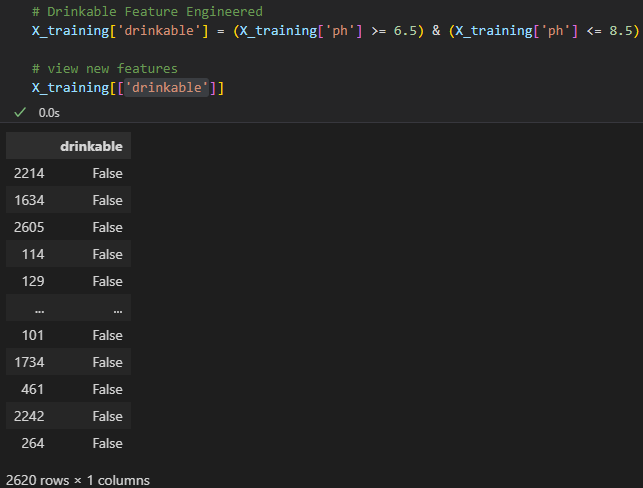 # Drinkable Feature Engineered
X_training['drinkable'] = (X_training['ph'] >= 6.5) & (X_training['ph'] <= 8.5)
# view new features
X_training[['drinkable']]
✓ 0.0s
drinkable
2214 False
1634 False
2605 False
114 False
129 False
... ...
101 False
1734 False
461 False
2242 False
264 False
2620 rows × 1 columns